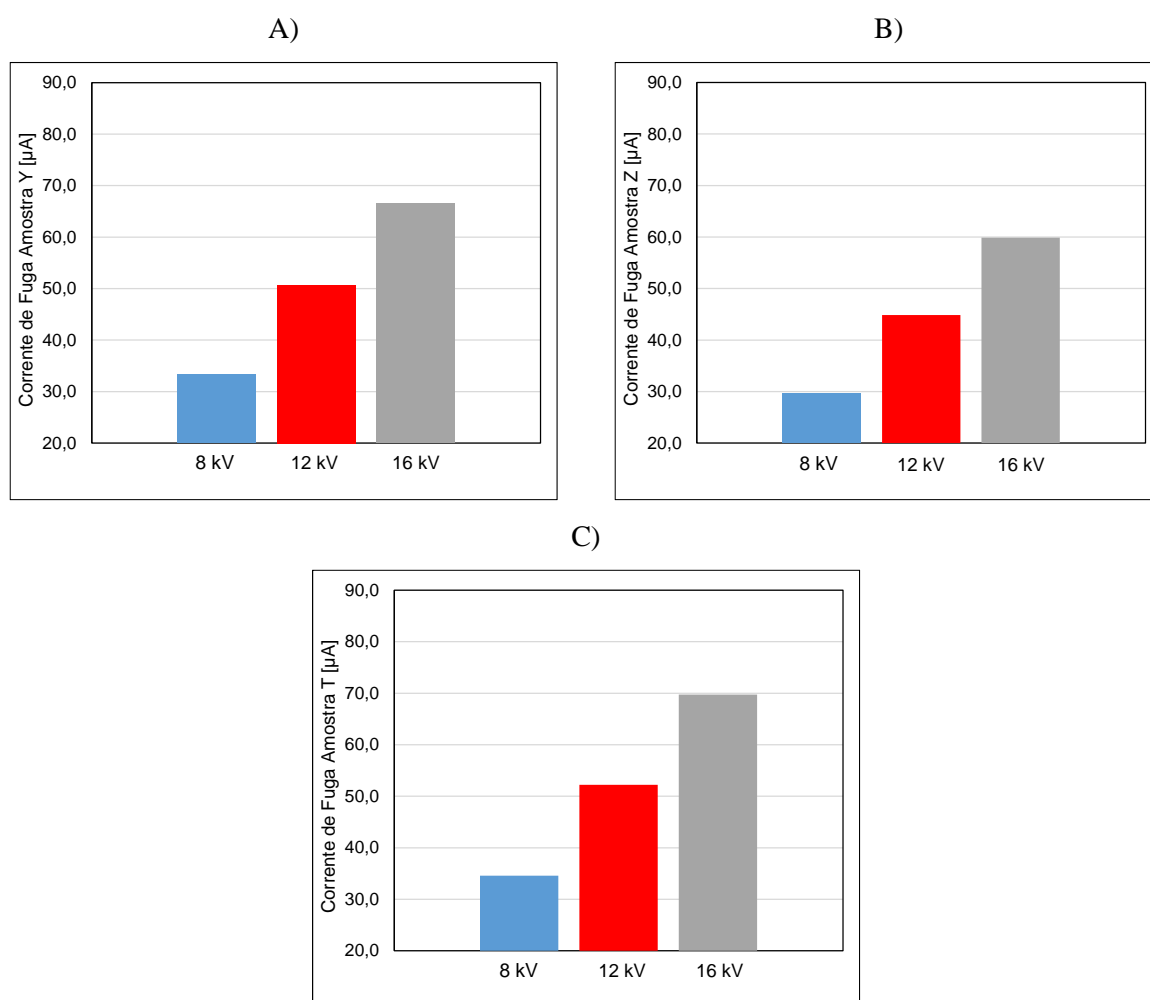 A)
Corrente de Fuga Amostra Y [µA]
90,0
80,0
70,0
60,0
50,0
40,0
30,0
20,0
8 kV 12 kV 16 kV
B)
Corrente de Fuga Amostra Z [µA]
90,0
80,0
70,0
60,0
50,0
40,0
30,0
20,0
8 kV 12 kV 16 kV
C)
Corrente de Fuga Amostra T [µA]
90,0
80,0
70,0
60,0
50,0
40,0
30,0
20,0
8 kV 12 kV 16 kV